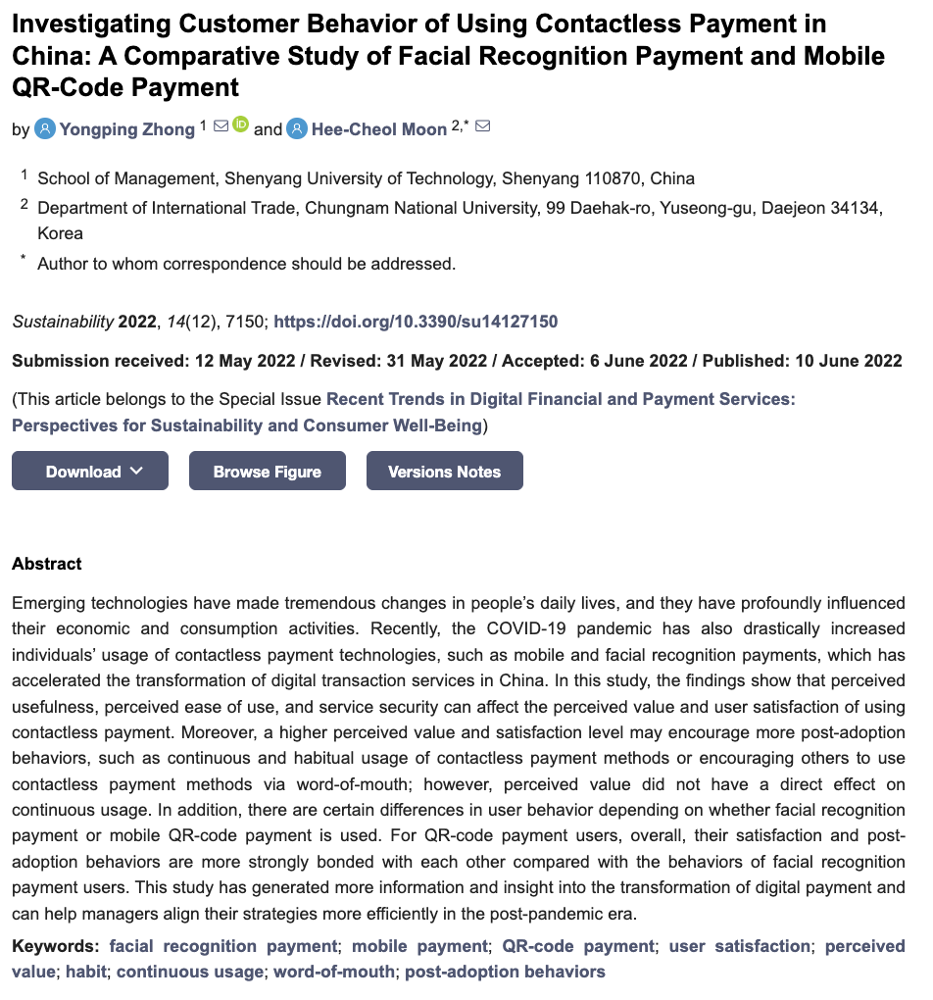 Investigating Customer Behavior of Using Contactless Payment in
China: A Comparative Study of Facial Recognition Payment and Mobile
QR-Code Payment
by Yongping Zhong 1 iD and Hee-Cheol Moon 2,*
1 School of Management, Shenyang University of Technology, Shenyang 110870, China
2 Department of International Trade, Chungnam National University, 99 Daehak-ro, Yuseong-gu, Daejeon 34134,
Korea
* Author to whom correspondence should be addressed.
Sustainability 2022, 14(12), 7150; https://doi.org/10.3390/su14127150
Submission received: 12 May 2022 / Revised: 31 May 2022 / Accepted: 6 June 2022 / Published: 10 June 2022
(This article belongs to the Special Issue Recent Trends in Digital Financial and Payment Services:
Perspectives for Sustainability and Consumer Well-Being)
Download Browse Figure Versions Notes
Abstract
Emerging technologies have made tremendous changes in people's daily lives, and they have profoundly influenced
their economic and consumption activities. Recently, the COVID-19 pandemic has also drastically increased
individuals' usage of contactless payment technologies, such as mobile and facial recognition payments, which has
accelerated the transformation of digital transaction services in China. In this study, the findings show that perceived
usefulness, perceived ease of use, and service security can affect the perceived value and user satisfaction of using
contactless payment. Moreover, a higher perceived value and satisfaction level may encourage more post-adoption
behaviors, such as continuous and habitual usage of contactless payment methods or encouraging others to use
contactless payment methods via word-of-mouth; however, perceived value did not have a direct effect on
continuous usage. In addition, there are certain differences in user behavior depending on whether facial recognition
payment or mobile QR-code payment is used. For QR-code payment users, overall, their satisfaction and post-
adoption behaviors are more strongly bonded with each other compared with the behaviors of facial recognition
payment users. This study has generated more information and insight into the transformation of digital payment and
can help managers align their strategies more efficiently in the post-pandemic era.
Keywords: facial recognition payment; mobile payment; QR-code payment; user satisfaction; perceived
value; habit; continuous usage; word-of-mouth; post-adoption behaviors